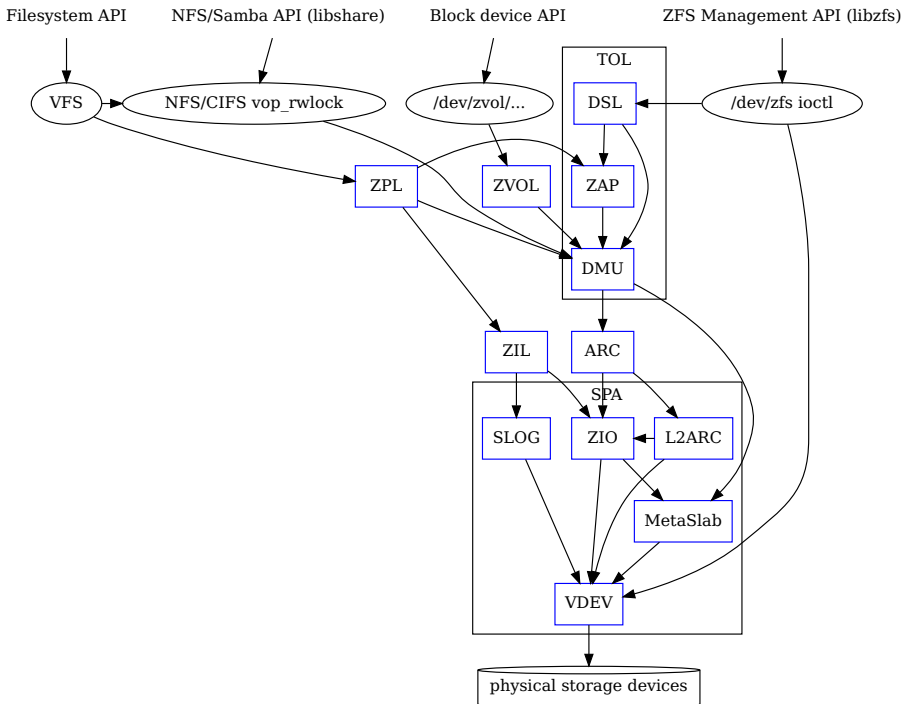 Filesystem API
NFS/Samba API (libshare)
Block device API
ZFS Management API (libzfs)
TOL
VFS
NFS/CIFS vop_rwlock
/dev/zvol/...
DSL
/dev/zfs ioctl
ZPL
ZVOL
ZAP
DMU
ZIL
ARC
SPA
SLOG
ZIO
L2ARC
MetaSlab
VDEV
physical storage devices